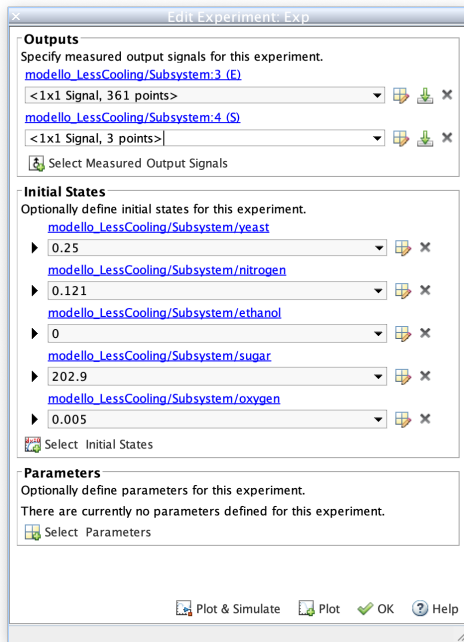 Edit Experiment: Exp
Outputs
Specify measured output signals for this experiment.
modello_LessCooling/Subsystem:3 (E)
<1x1 Signal, 361 points>
modello_LessCooling/Subsystem:4 (S)
<1x1 Signal, 3 points>
Select Measured Output Signals
Initial States
Optionally define initial states for this experiment.
modello_LessCooling/Subsystem/yeast
0.25
modello_LessCooling/Subsystem/nitrogen
0.121
modello_LessCooling/Subsystem/ethanol
0
modello_LessCooling/Subsystem/sugar
202.9
modello_LessCooling/Subsystem/oxygen
0.005
Select Initial States
Parameters
Optionally define parameters for this experiment.
There are currently no parameters defined for this experiment.
Select Parameters
Plot & Simulate Plot OK Help